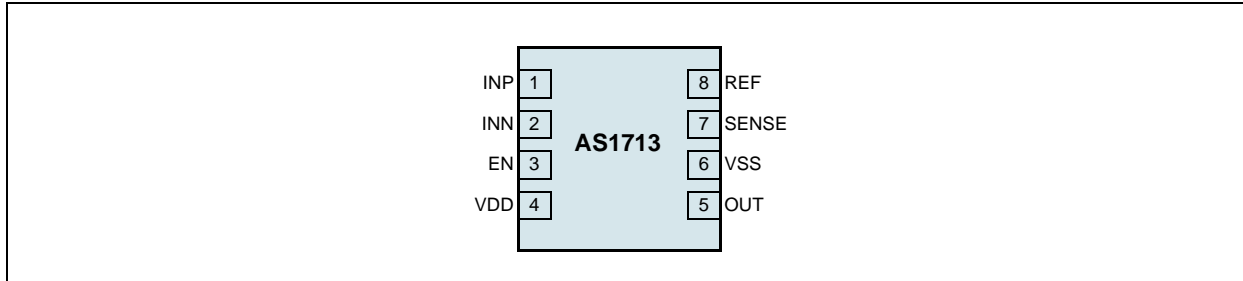 INP 1 8 REF
INN 2 7 SENSE
AS1713
EN 3 6 VSS
VDD 4 5 OUT